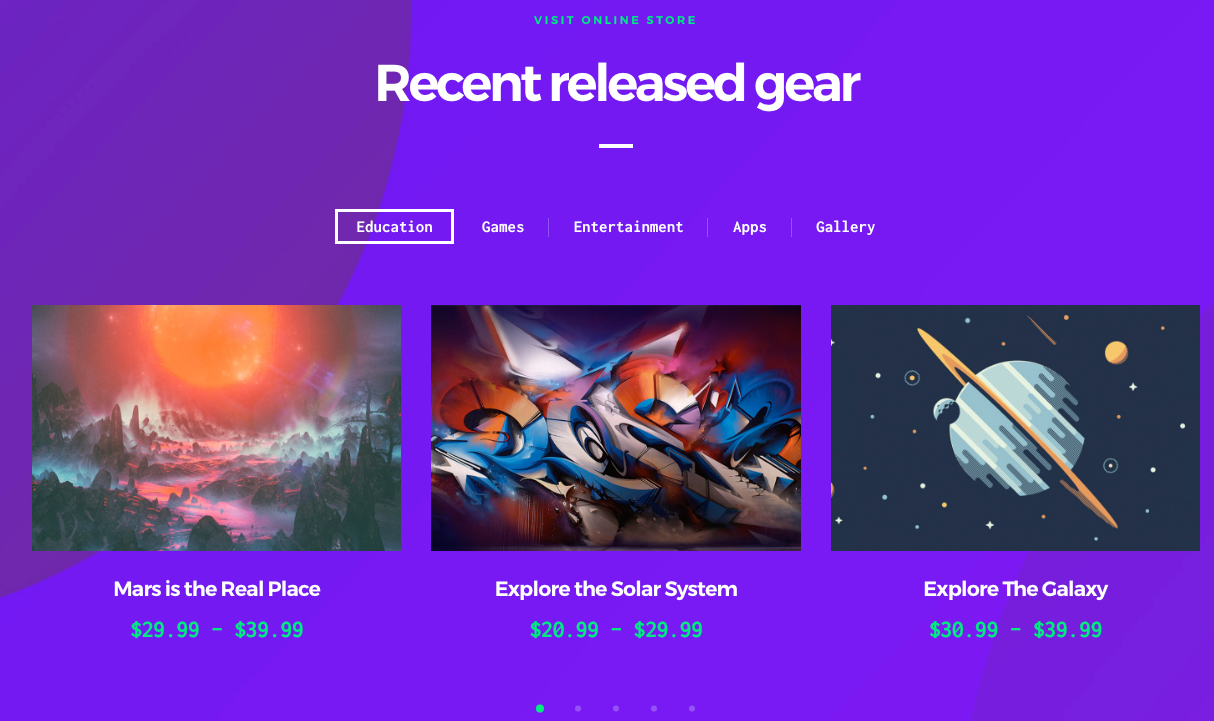 VISIT ONLINE STORE
Recent released gear
Education Games Entertainment Apps Gallery
Mars is the Real Place
$29.99 – $39.99
Explore the Solar System
$20.99 – $29.99
Explore The Galaxy
$30.99 – $39.99